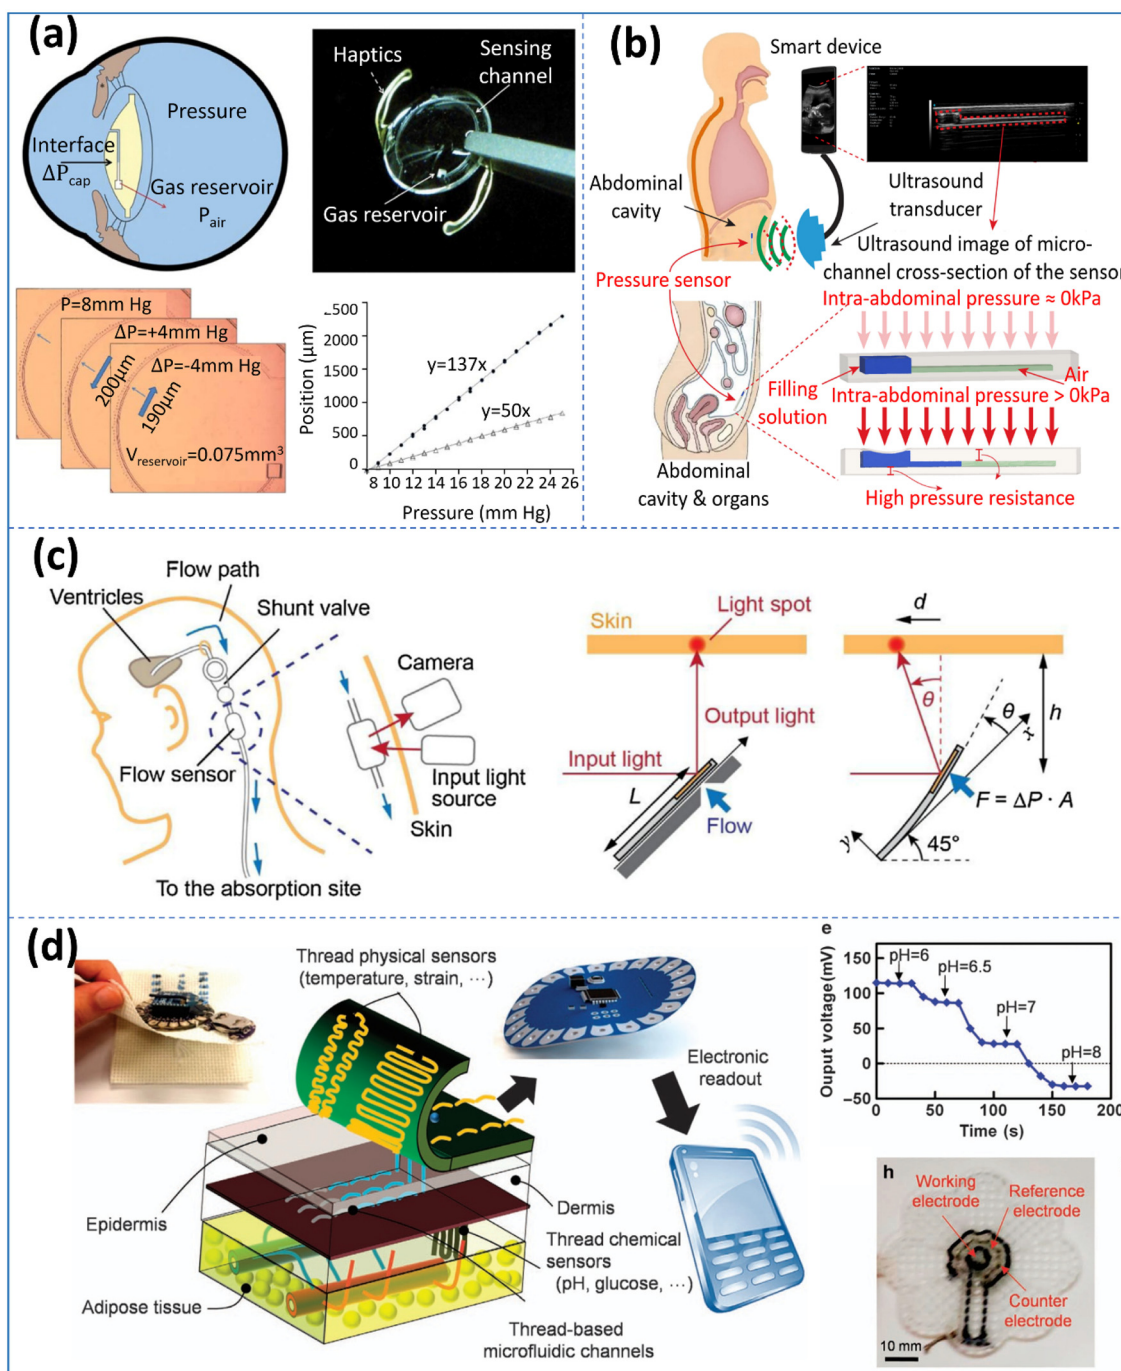 (a)
Haptics
Sensing
channel
Pressure
Interface
ΔPcap
Gas reservoir
Pair
Gas reservoir
P=8mm Hg
ΔP=+4mm Hg
ΔP=-4mm Hg
200μm
190μm
Vreservoir=0.075mm3
Position (μm)
2500
2000
1500
1000
500
0
y=137x
y=50x
8 10 12 14 16 18 20 22 24 26
Pressure (mm Hg)
(b)
Smart device
Abdominal
cavity
Ultrasound
transducer
Ultrasound image of micro-
channel cross-section of the sensor
Pressure sensor
Intra-abdominal pressure ≈ 0kPa
Filling
solution
Air
Intra-abdominal pressure > 0kPa
High pressure resistance
Abdominal
cavity & organs
(c)
Flow path
Ventricles
Shunt valve
Camera
Flow sensor
Input light
source
Skin
To the absorption site
Skin
Light spot
Output light
Input light
L
Flow
d
θ
θ
x
h
F = ΔP · A
y
45°
(d)
Thread physical sensors
(temperature, strain, ···)
Electronic
readout
Epidermis
Dermis
Thread chemical
sensors
(pH, glucose, ···)
Adipose tissue
Thread-based
microfluidic channels
e
Ouput voltage(mV)
150
100
50
0
−50
pH=6
pH=6.5
pH=7
pH=8
0 50 100 150 200
Time (s)
h
Working
electrode
Reference
electrode
Counter
electrode
10 mm